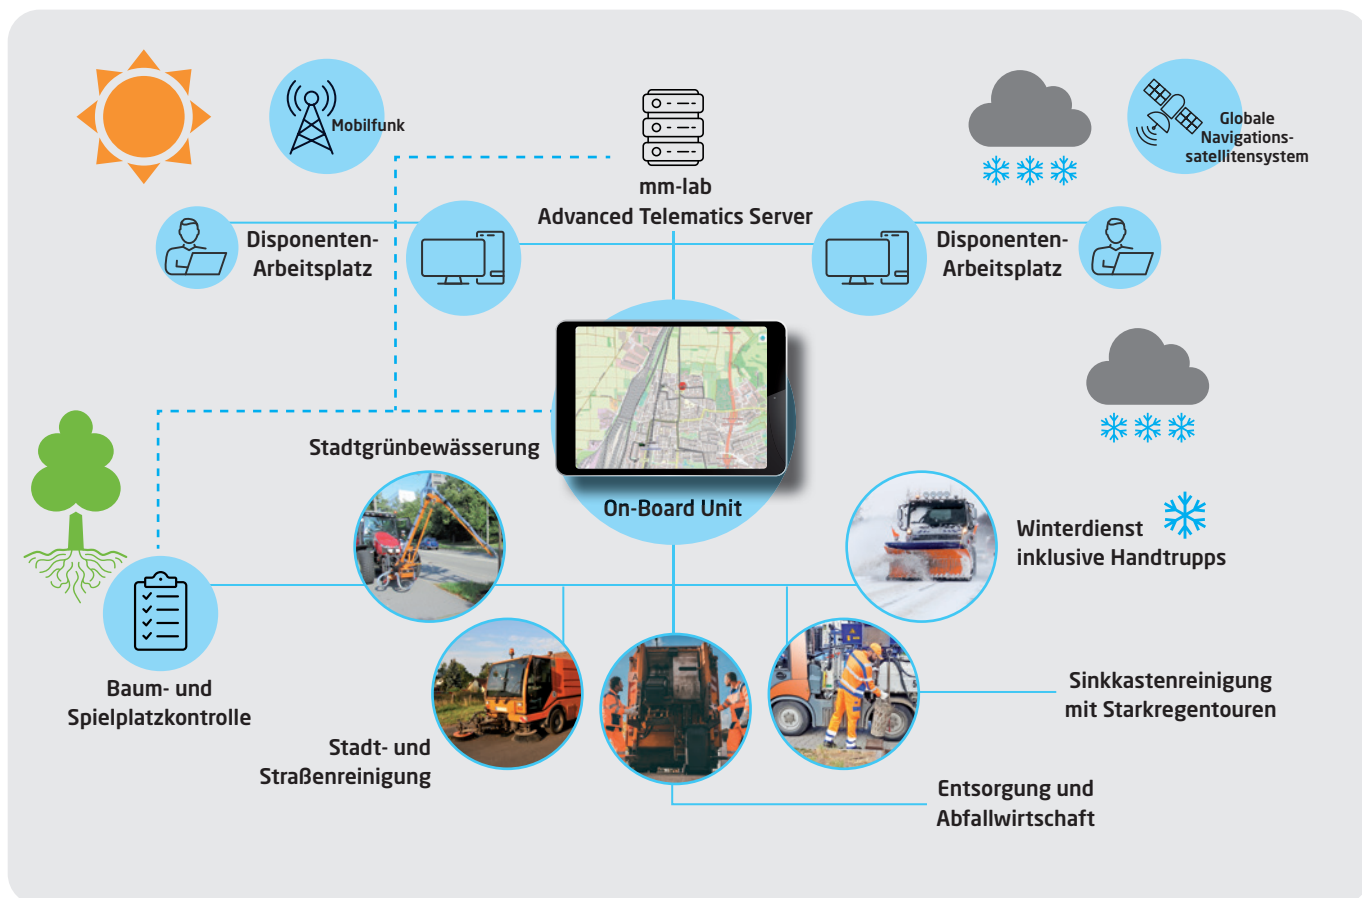 Mobilfunk
mm-lab
Advanced Telematics Server
Globale
Navigations-
satellitensystem
Disponenten-
Arbeitsplatz
Disponenten-
Arbeitsplatz
Stadtgrünbewässerung
On-Board Unit
Winterdienst
inklusive Handtrupps
Baum- und
Spielplatzkontrolle
Stadt- und
Straßenreinigung
Sinkkastenreinigung
mit Starkregentouren
Entsorgung und
Abfallwirtschaft